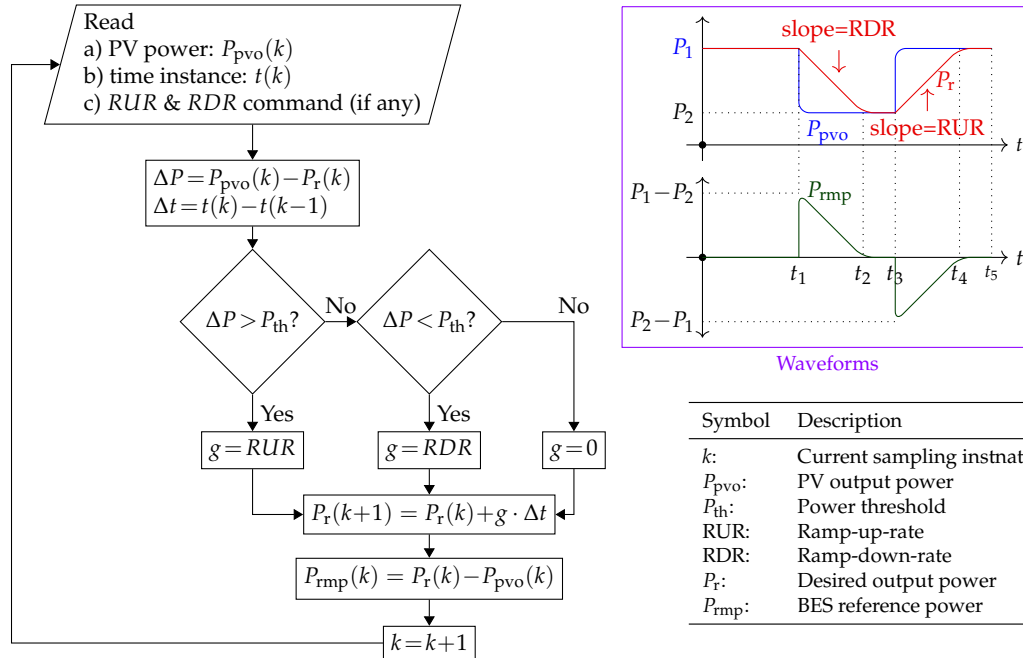 Read
a) PV power: P_pvo(k)
b) time instance: t(k)
c) RUR & RDR command (if any)
ΔP=P_pvo(k)−P_r(k)
Δt=t(k)−t(k−1)
ΔP>P_th?
No
ΔP<P_th?
No
Yes
Yes
g=RUR
g=RDR
g=0
P_r(k+1) = P_r(k)+g · Δt
P_rmp(k) = P_r(k)−P_pvo(k)
k=k+1
slope=RDR
P_1
P_r
P_2
P_pvo
slope=RUR
t
P_1−P_2
P_rmp
t
t_1
t_2
t_3
t_4
t_5
P_2−P_1
Waveforms
Symbol Description
k: Current sampling instnat
P_pvo: PV output power
P_th: Power threshold
RUR: Ramp-up-rate
RDR: Ramp-down-rate
P_r: Desired output power
P_rmp: BES reference power